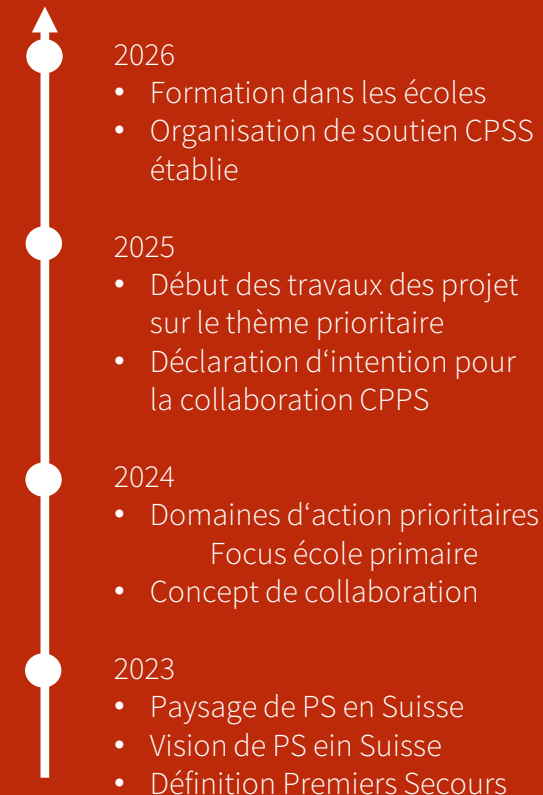 2026
• Formation dans les écoles
• Organisation de soutien CPSS
établie
2025
• Début des travaux des projet
sur le thème prioritaire
• Déclaration d‘intention pour
la collaboration CPPS
2024
• Domaines d‘action prioritaires
Focus école primaire
• Concept de collaboration
2023
• Paysage de PS en Suisse
• Vision de PS ein Suisse
• Définition Premiers Secours